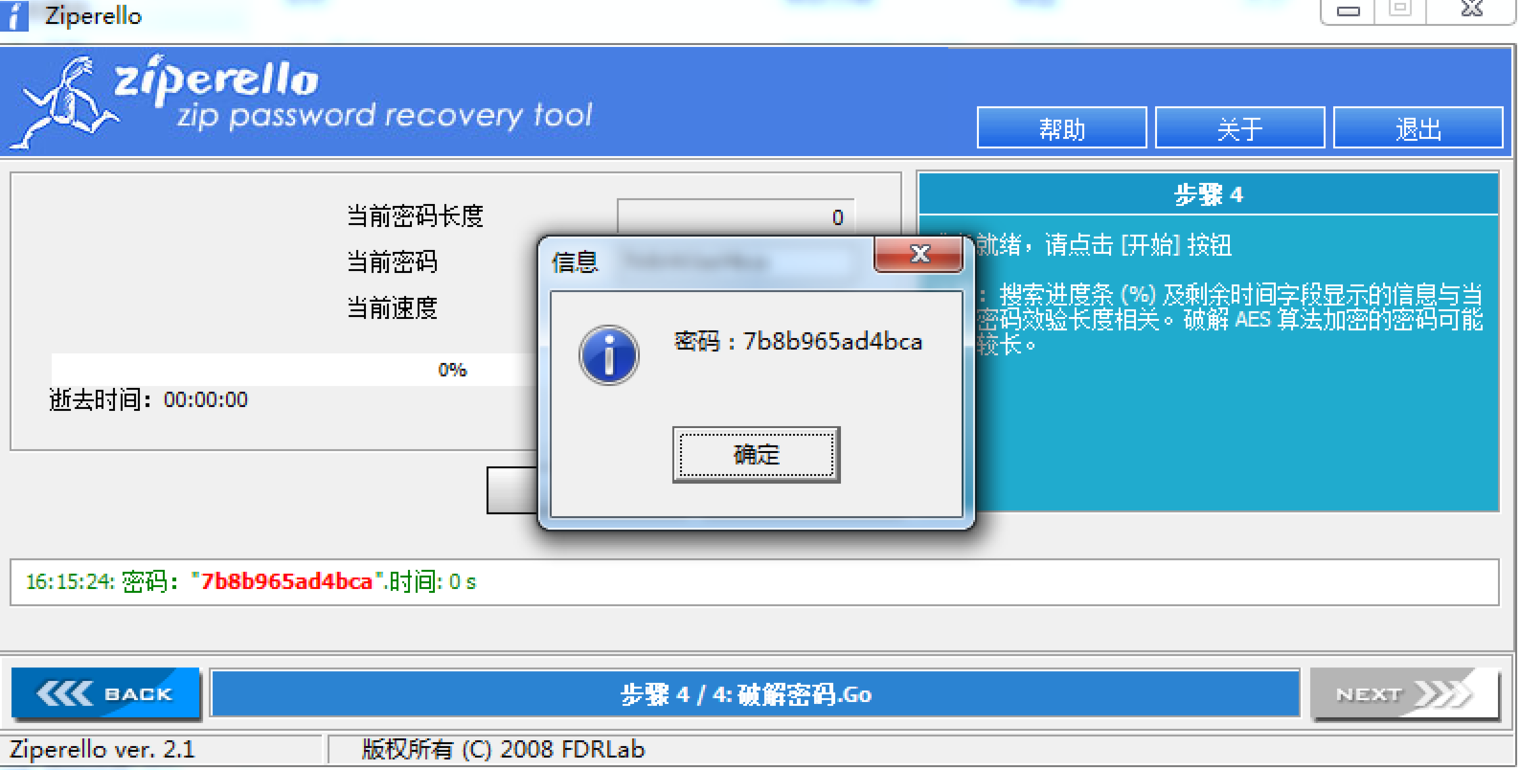 Ziperello
ziperello
zip password recovery tool
帮助
关于
退出
当前密码长度
0
当前密码
当前速度
0%
逝去时间：00:00:00
步骤 4
就绪，请点击 [开始] 按钮
：搜索进度条 (%) 及剩余时间字段显示的信息与当
密码效验长度相关。破解 AES 算法加密的密码可能
较长。
信息
密码：7b8b965ad4bca
确定
16:15:24: 密码："7b8b965ad4bca".时间: 0 s
BACK
步骤 4 / 4: 破解密码.Go
NEXT
Ziperello ver. 2.1
版权所有 (C) 2008 FDRLab